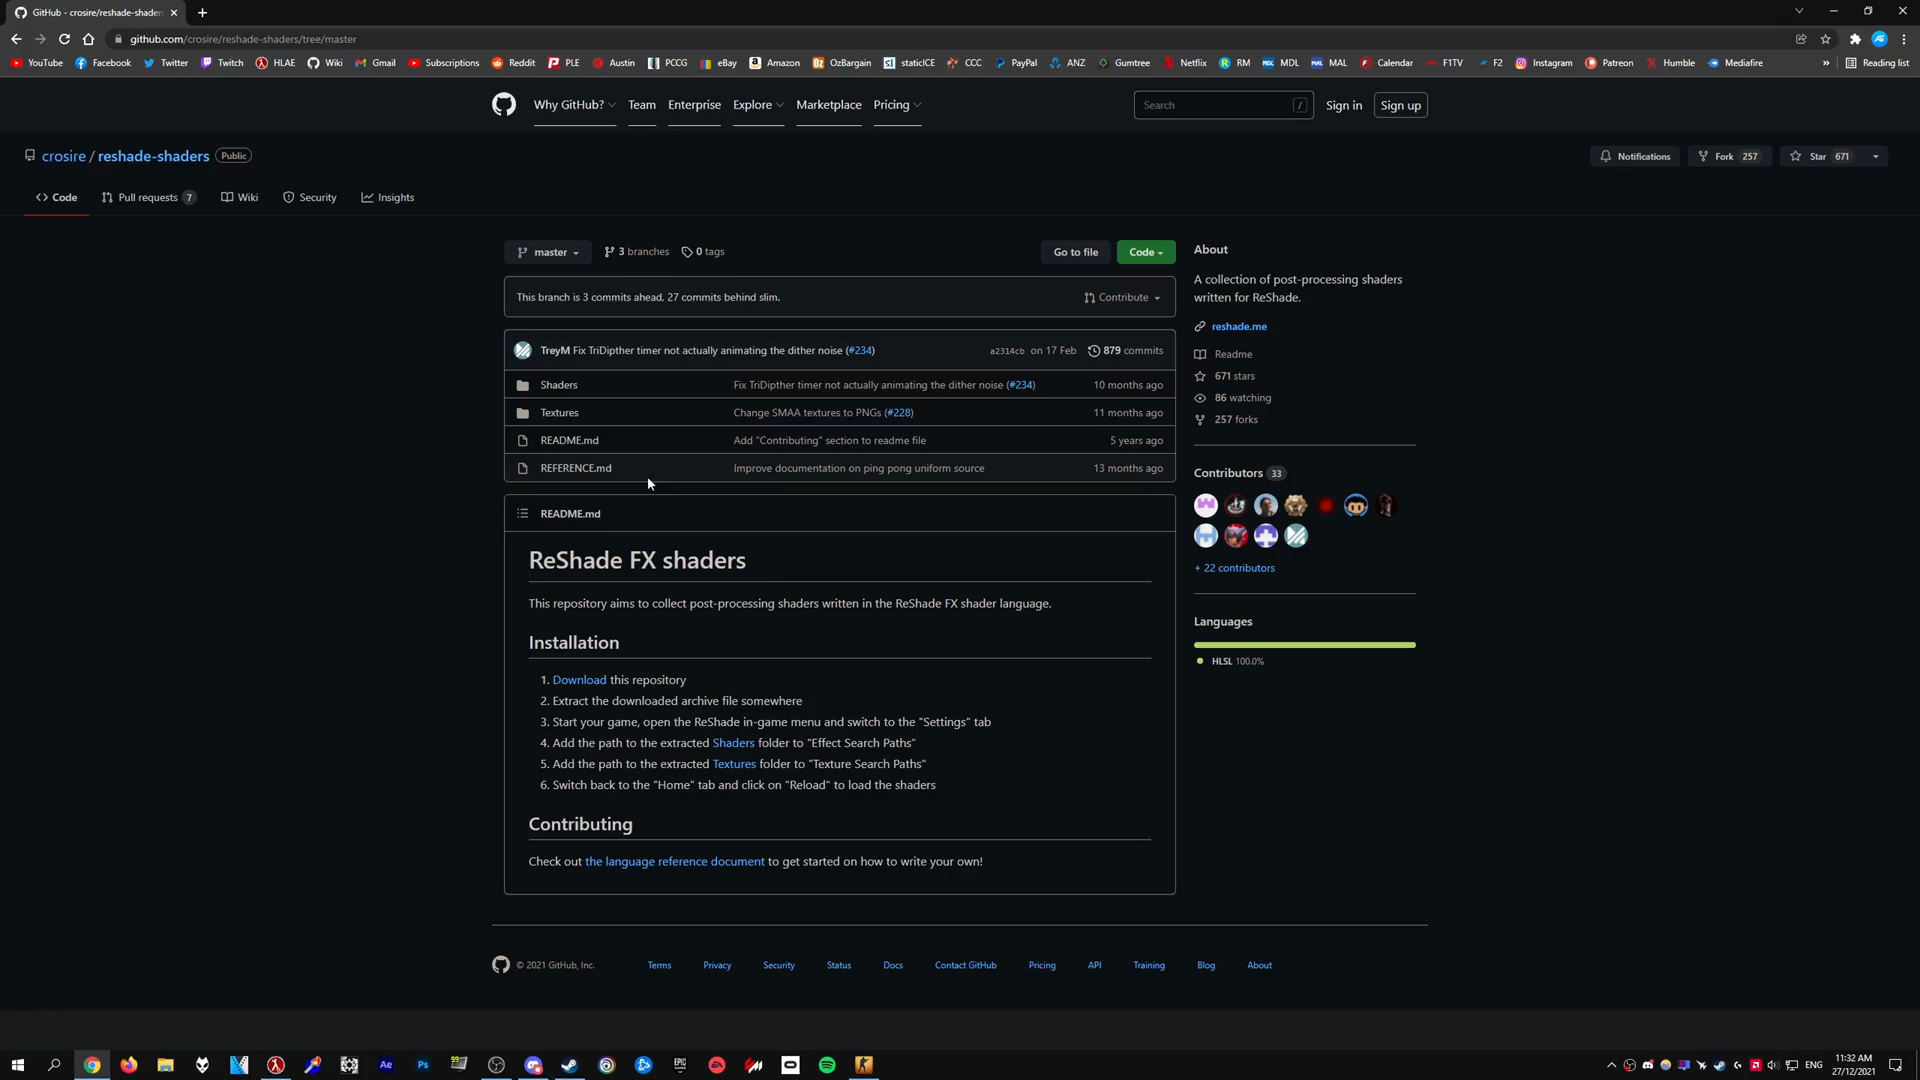 GitHub - crosire/reshade-shader
github.com/crosire/reshade-shaders/tree/master
YouTube Facebook Twitter Twitch HLAE Wiki Gmail Subscriptions Reddit PLE Austin PCCG eBay Amazon OzBargain staticICE CCC PayPal ANZ Gumtree Netflix RM MDL MAL Calendar F1TV F2 Instagram Patreon Humble Mediafire » Reading list
Why GitHub? Team Enterprise Explore Marketplace Pricing Search / Sign in Sign up
crosire / reshade-shaders Public Notifications Fork 257 Star 671
<> Code Pull requests 7 Wiki Security Insights
master 3 branches 0 tags Go to file Code
This branch is 3 commits ahead, 27 commits behind slim. Contribute
TreyM Fix TriDipther timer not actually animating the dither noise (#234) a2314cb on 17 Feb 879 commits
Shaders Fix TriDipther timer not actually animating the dither noise (#234) 10 months ago
Textures Change SMAA textures to PNGs (#228) 11 months ago
README.md Add "Contributing" section to readme file 5 years ago
REFERENCE.md Improve documentation on ping pong uniform source 13 months ago
README.md
ReShade FX shaders
This repository aims to collect post-processing shaders written in the ReShade FX shader language.
Installation
1. Download this repository
2. Extract the downloaded archive file somewhere
3. Start your game, open the ReShade in-game menu and switch to the "Settings" tab
4. Add the path to the extracted Shaders folder to "Effect Search Paths"
5. Add the path to the extracted Textures folder to "Texture Search Paths"
6. Switch back to the "Home" tab and click on "Reload" to load the shaders
Contributing
Check out the language reference document to get started on how to write your own!
About
A collection of post-processing shaders
written for ReShade.
reshade.me
Readme
671 stars
86 watching
257 forks
Contributors 33
+ 22 contributors
Languages
HLSL 100.0%
© 2021 GitHub, Inc. Terms Privacy Security Status Docs Contact GitHub Pricing API Training Blog About
Ae Ps 99 EPIC ENG 11:32 AM
27/12/2021